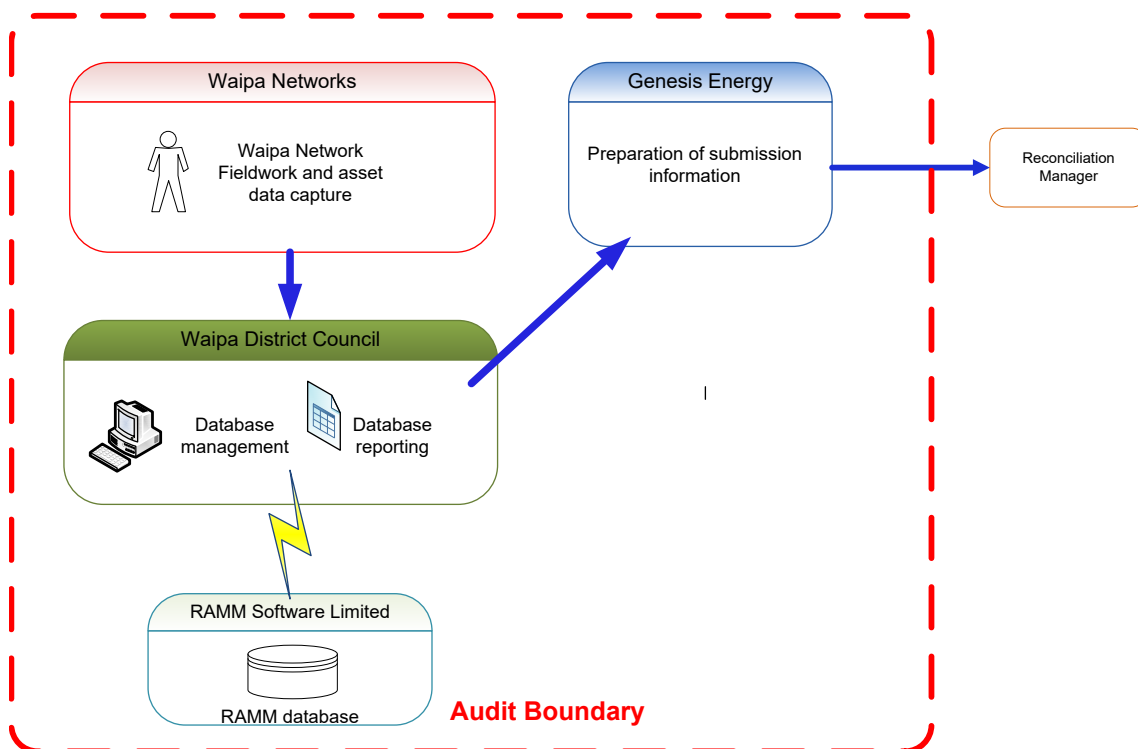 Waipa Networks
Waipa Network
Fieldwork and asset
data capture
Genesis Energy
Preparation of submission
information
Reconciliation
Manager
Waipa District Council
Database
management
Database
reporting
RAMM Software Limited
RAMM database
Audit Boundary